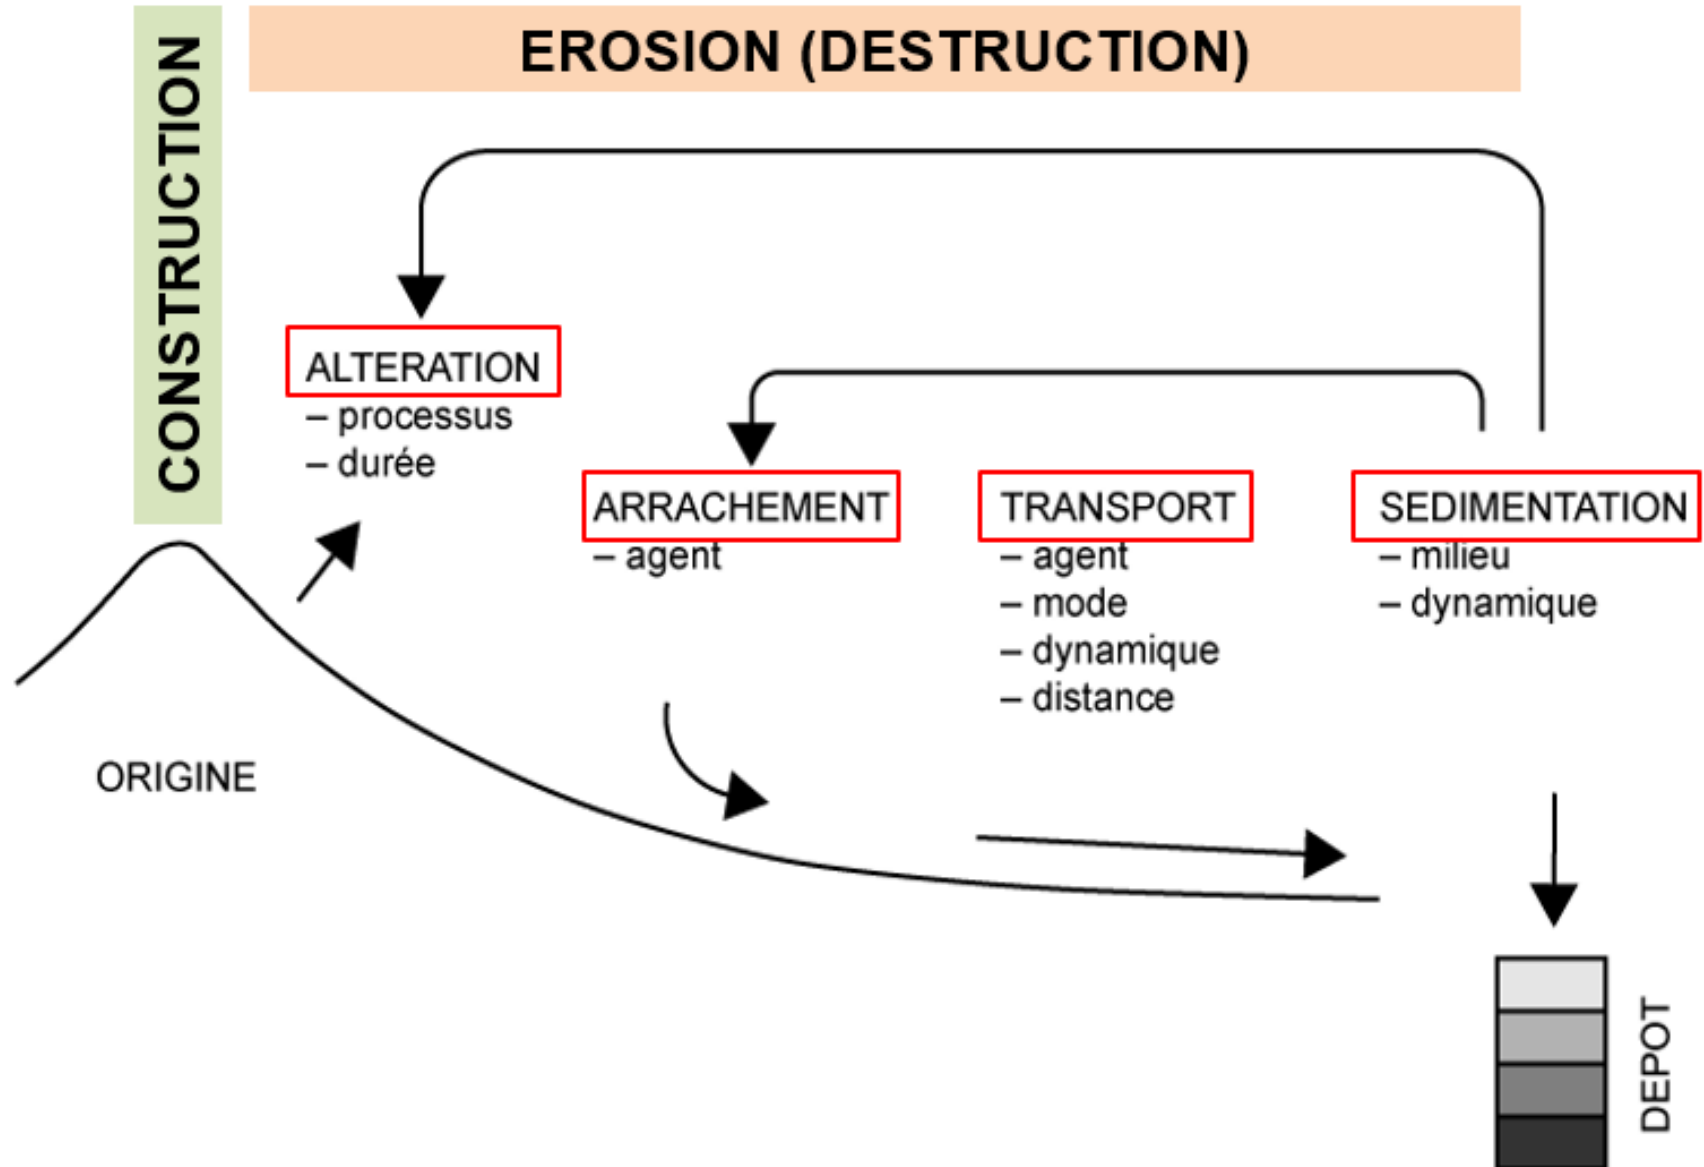 CONSTRUCTION
EROSION (DESTRUCTION)
ALTERATION
– processus
– durée
ARRACHEMENT
– agent
TRANSPORT
– agent
– mode
– dynamique
– distance
SEDIMENTATION
– milieu
– dynamique
ORIGINE
DEPOT